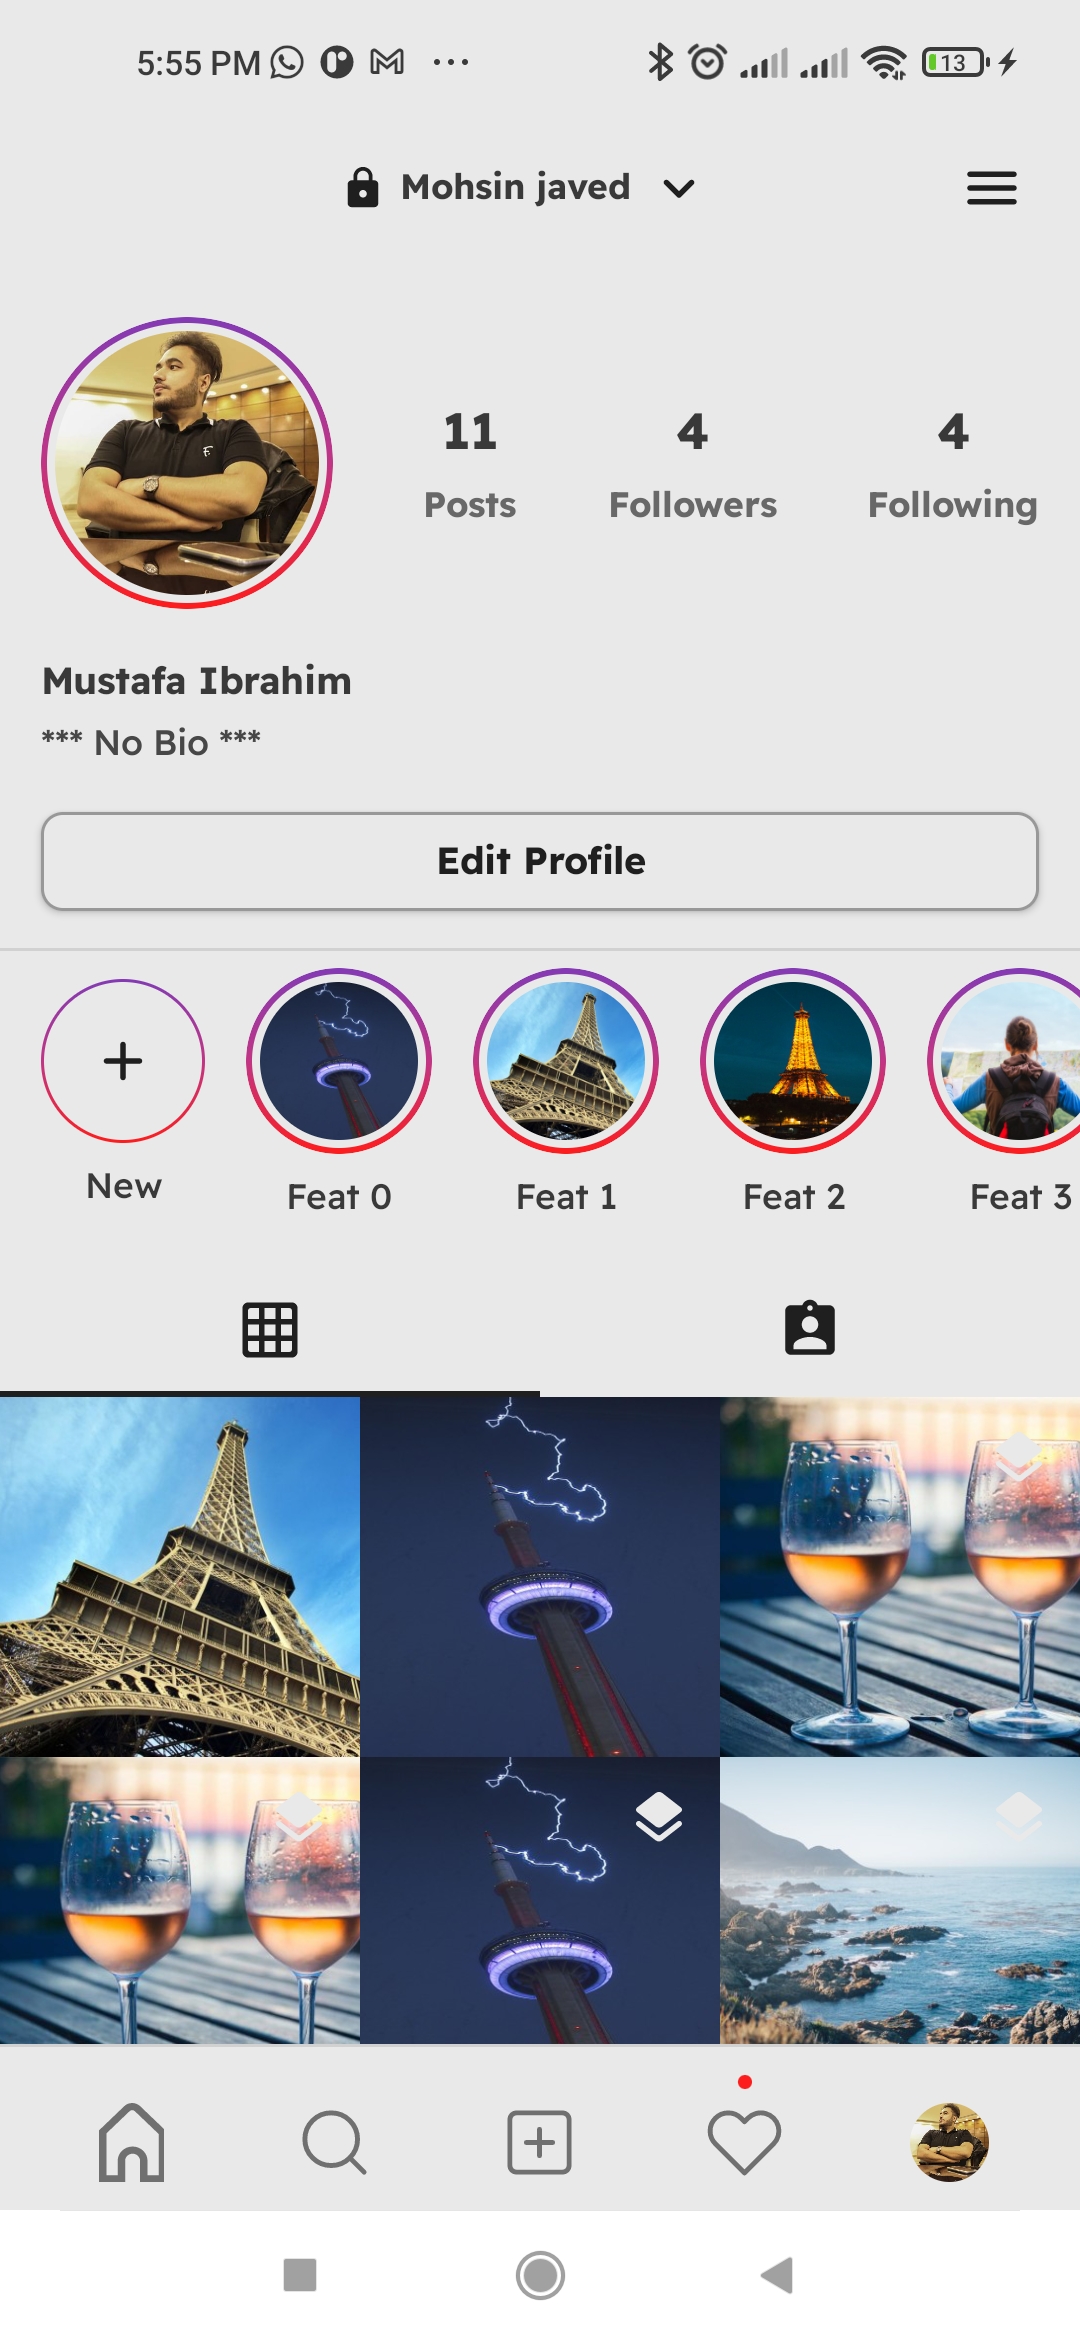 5:55 PM ... 13
Mohsin javed
11 4 4
Posts Followers Following
Mustafa Ibrahim
*** No Bio ***
Edit Profile
New Feat 0 Feat 1 Feat 2 Feat 3